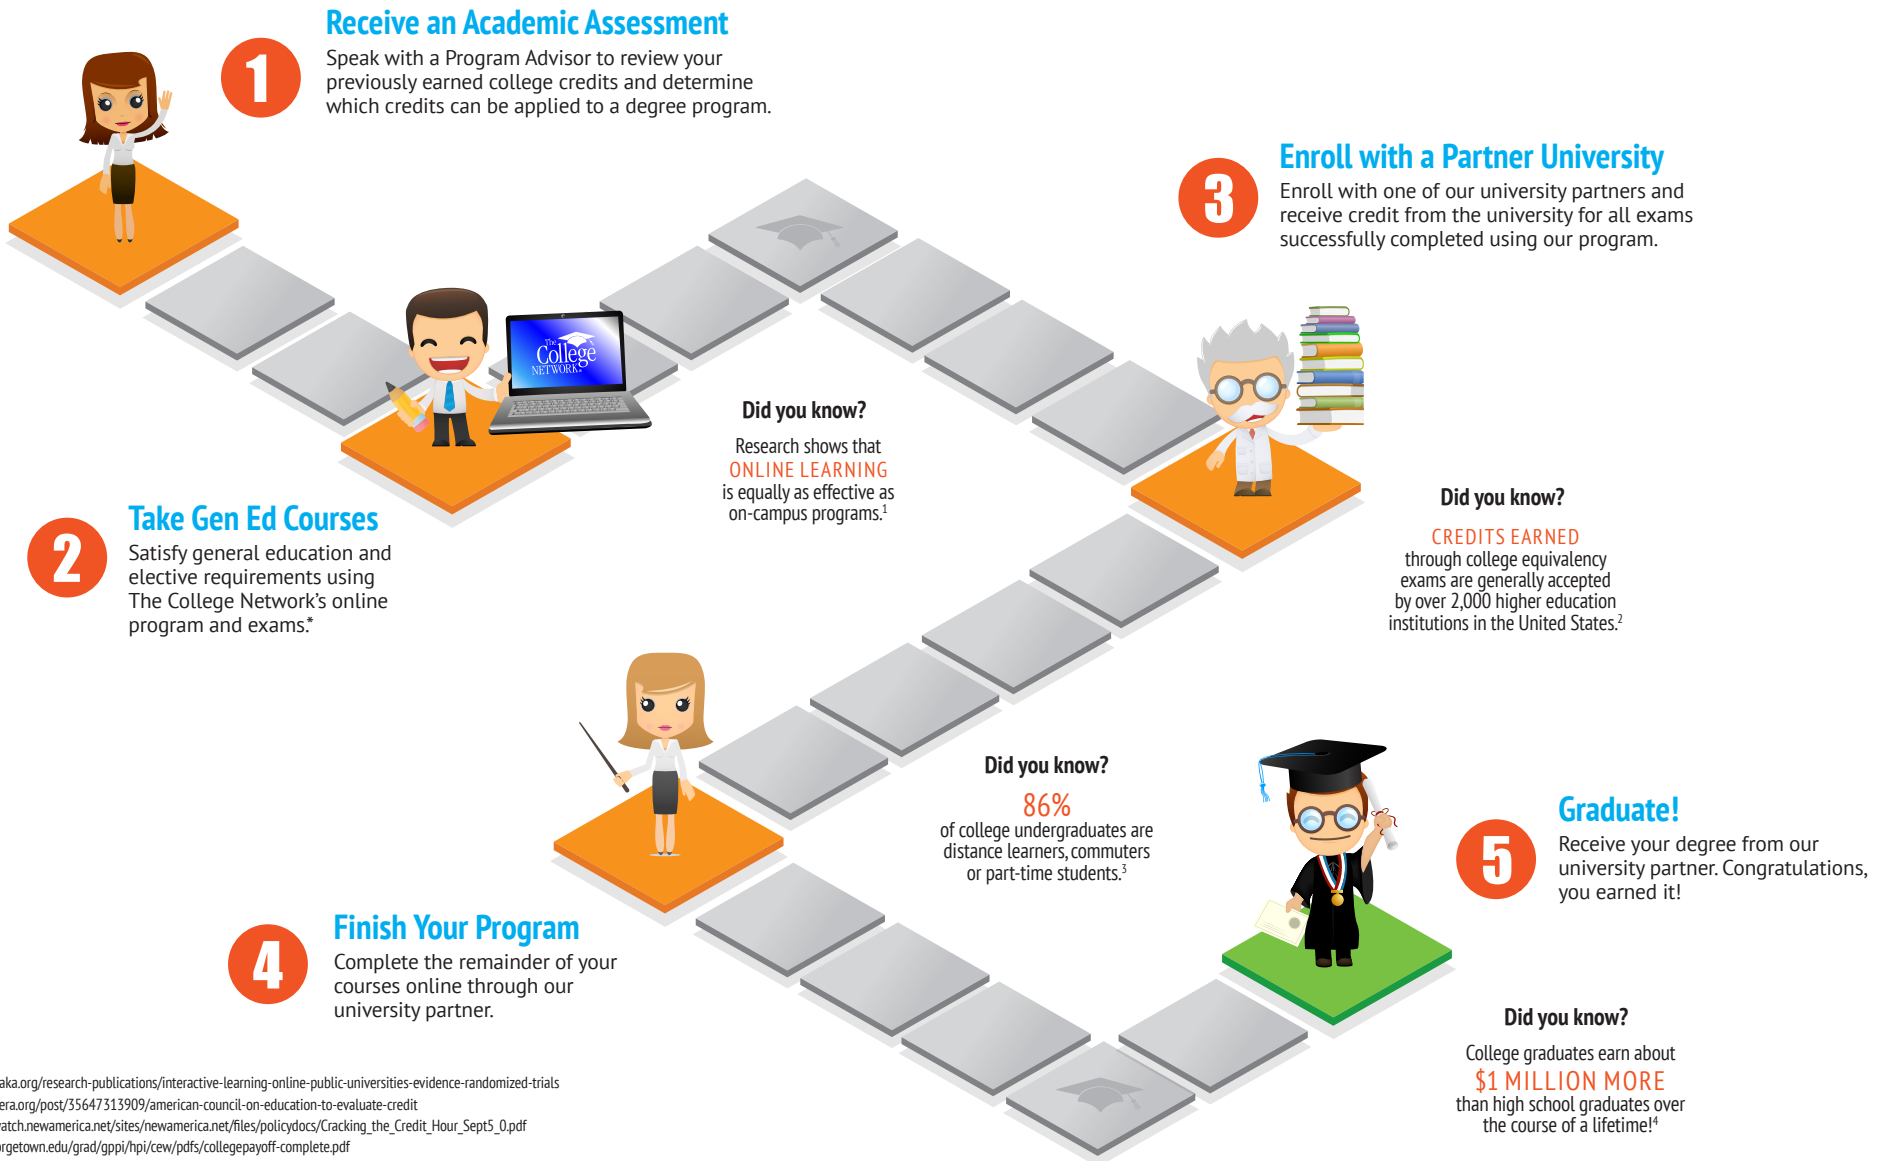 1
Receive an Academic Assessment
Speak with a Program Advisor to review your
previously earned college credits and determine
which credits can be applied to a degree program.
The
College
NETWORK
2
Take Gen Ed Courses
Satisfy general education and
elective requirements using
The College Network's online
program and exams.*
Did you know?
Research shows that
ONLINE LEARNING
is equally as effective as
on-campus programs.1
3
Enroll with a Partner University
Enroll with one of our university partners and
receive credit from the university for all exams
successfully completed using our program.
Did you know?
CREDITS EARNED
through college equivalency
exams are generally accepted
by over 2,000 higher education
institutions in the United States.2
4
Finish Your Program
Complete the remainder of your
courses online through our
university partner.
Did you know?
86%
of college undergraduates are
distance learners, commuters
or part-time students.3
5
Graduate!
Receive your degree from our
university partner. Congratulations,
you earned it!
Did you know?
College graduates earn about
$1 MILLION MORE
than high school graduates over
the course of a lifetime!4
aka.org/research-publications/interactive-learning-online-public-universities-evidence-randomized-trials
era.org/post/35647313909/american-council-on-education-to-evaluate-credit
atch.newamerica.net/sites/newamerica.net/files/policydocs/Cracking_the_Credit_Hour_Sept5_0.pdf
orgetown.edu/grad/gppi/hpi/cew/pdfs/collegepayoff-complete.pdf